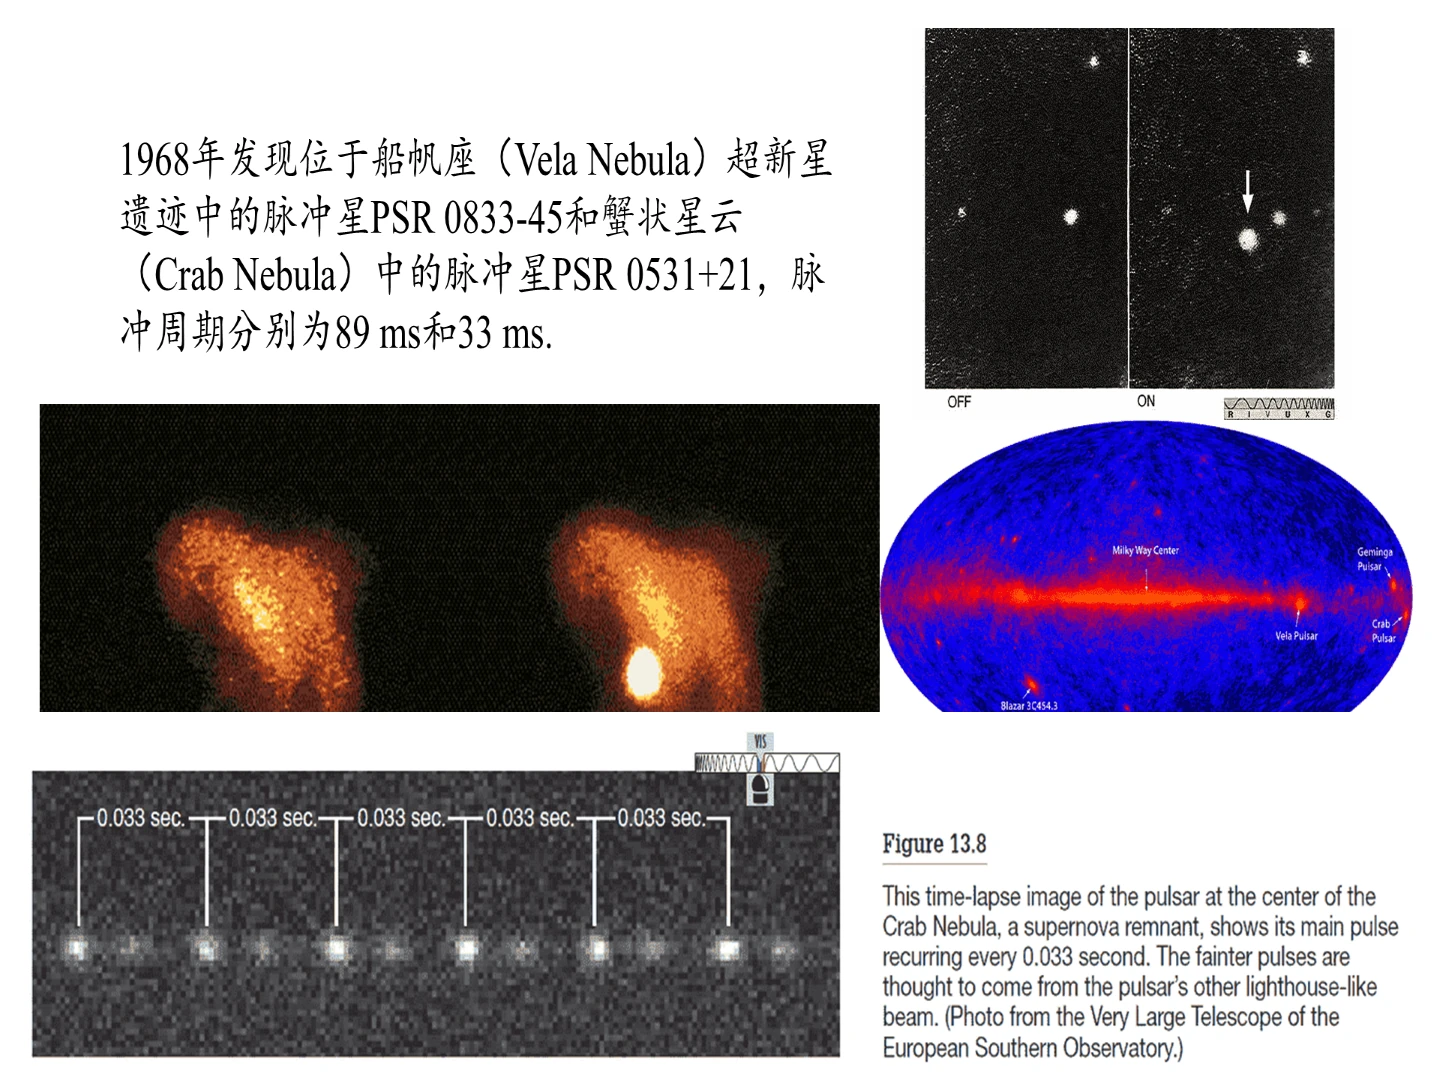 1968年发现位于船帆座（Vela Nebula）超新星
遗迹中的脉冲星PSR 0833-45和蟹状星云
（Crab Nebula）中的脉冲星PSR 0531+21，脉
冲周期分别为89 ms和33 ms.
OFF
ON
R I V U X G
Milky Way Center
Geminga
Pulsar
Vela Pulsar
Crab
Pulsar
Blazar 3C454.3
VIS
0.033 sec. 0.033 sec. 0.033 sec. 0.033 sec. 0.033 sec.
Figure 13.8
This time-lapse image of the pulsar at the center of the
Crab Nebula, a supernova remnant, shows its main pulse
recurring every 0.033 second. The fainter pulses are
thought to come from the pulsar's other lighthouse-like
beam. (Photo from the Very Large Telescope of the
European Southern Observatory.)